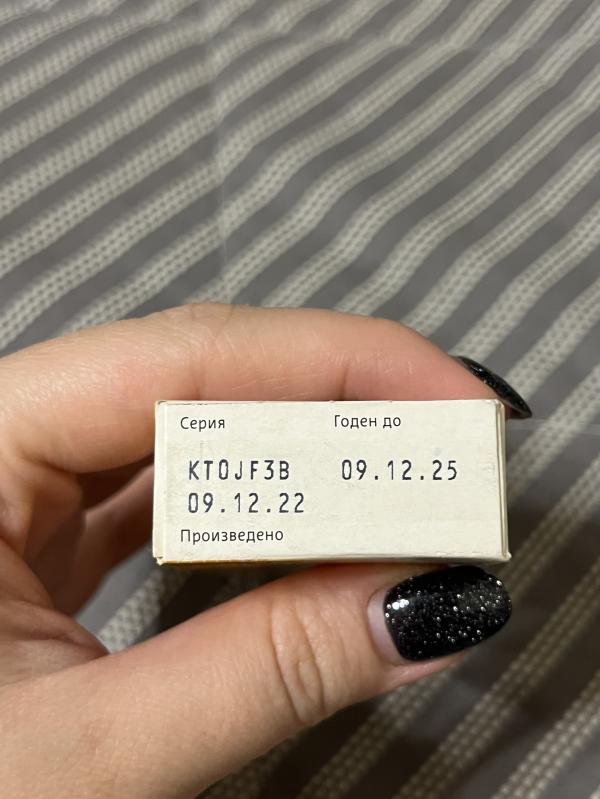 Серия Годен до
KT0JF3B 09.12.25
09.12.22
Произведено